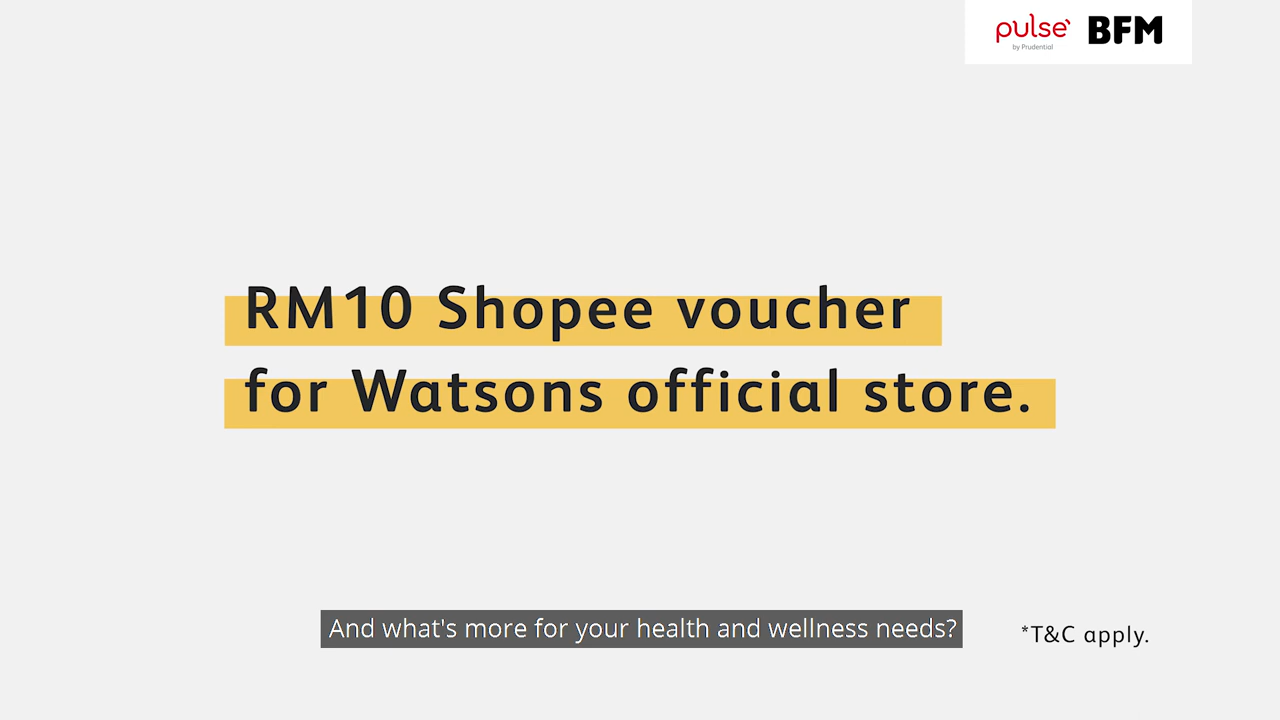 pulse BFM
by Prudential
RM10 Shopee voucher
for Watsons official store.
And what's more for your health and wellness needs?
*T&C apply.